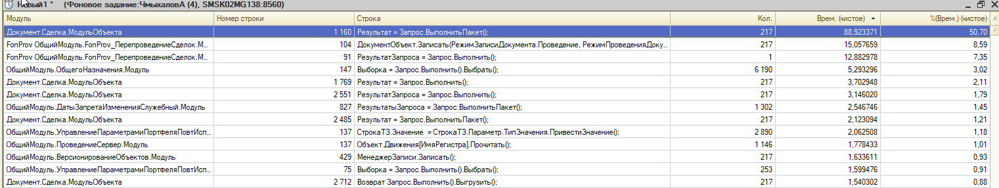 Новый1 * (Фоновое задание:ЧмыхаловА (4), SMSK02MG138:8560)
Модуль Номер строки Строка Кол. Врем. (чистое) %(Врем.) (чистое)
Документ.Сделка.МодульОбъекта 1 160 Результат = Запрос.ВыполнитьПакет(); 217 88,923371 50,70
FonProv ОбщийМодуль.FonProv_ПерепроведениеСделок.М... 104 ДокументОбъект.Записать(РежимЗаписиДокумента.Проведение, РежимПроведенияДоку... 217 15,057659 8,59
FonProv ОбщийМодуль.FonProv_ПерепроведениеСделок.М... 91 РезультатЗапроса = Запрос.Выполнить(); 1 12,882978 7,35
ОбщийМодуль.ОбщегоНазначения.Модуль 147 Выборка = Запрос.Выполнить().Выбрать(); 6 190 5,293296 3,02
Документ.Сделка.МодульОбъекта 1 769 Результат = Запрос.Выполнить(); 217 3,702948 2,11
Документ.Сделка.МодульОбъекта 2 551 РезультатЗапроса = Запрос.Выполнить(); 217 3,146020 1,79
ОбщийМодуль.ДатыЗапретаИзмененияСлужебный.Модуль 827 РезультатыЗапроса = Запрос.ВыполнитьПакет(); 1 302 2,546746 1,45
Документ.Сделка.МодульОбъекта 2 485 Результат = Запрос.ВыполнитьПакет(); 217 2,123094 1,21
ОбщийМодуль.УправлениеПараметрамиПортфеляПовтИсп... 137 СтрокаТЗ.Значение = СтрокаТЗ.Параметр.ТипЗначения.ПривестиЗначение(); 2 890 2,062508 1,18
ОбщийМодуль.ПроведениеСервер.Модуль 137 Объект.Движения[ИмяРегистра].Прочитать(); 1 146 1,778433 1,01
ОбщийМодуль.ВерсионированиеОбъектов.Модуль 429 МенеджерЗаписи.Записать(); 217 1,633611 0,93
ОбщийМодуль.УправлениеПараметрамиПортфеляПовтИсп... 75 Выборка = Запрос.Выполнить().Выбрать(); 253 1,599476 0,91
Документ.Сделка.МодульОбъекта 2 712 Возврат Запрос.Выполнить().Выгрузить(); 217 1,540302 0,88